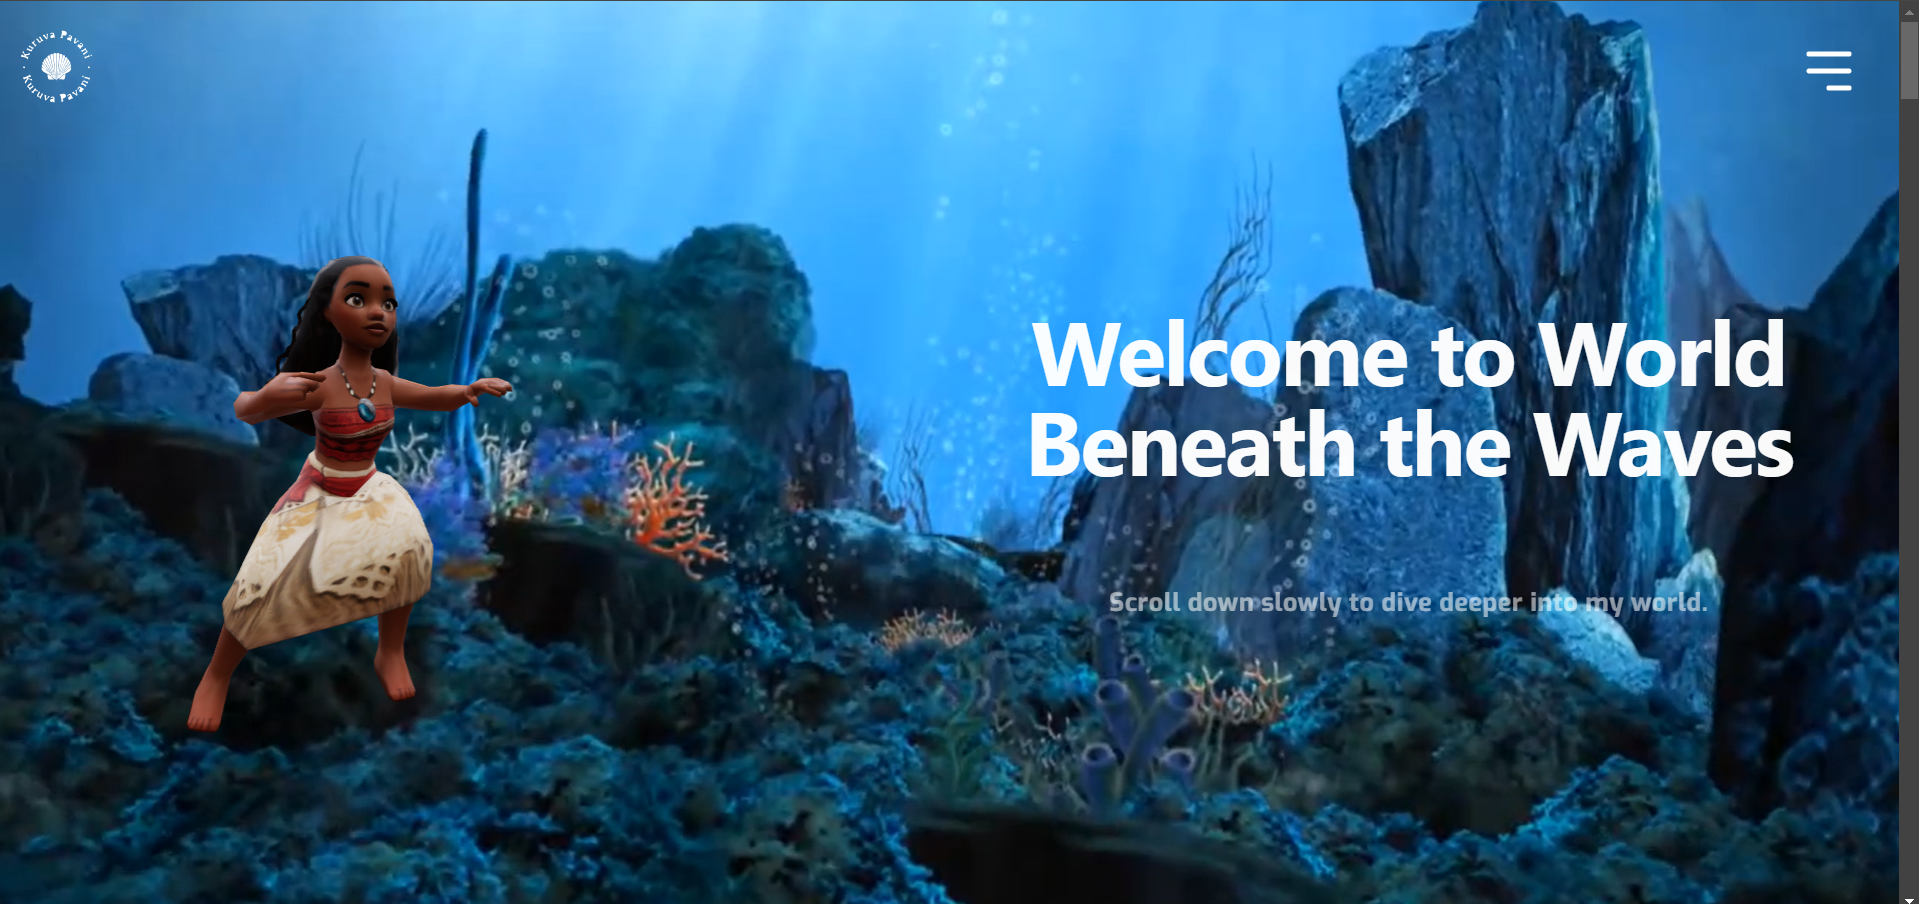 Kuruva Pavani
Kuruva Pavani
Welcome to World
Beneath the Waves
Scroll down slowly to dive deeper into my world.